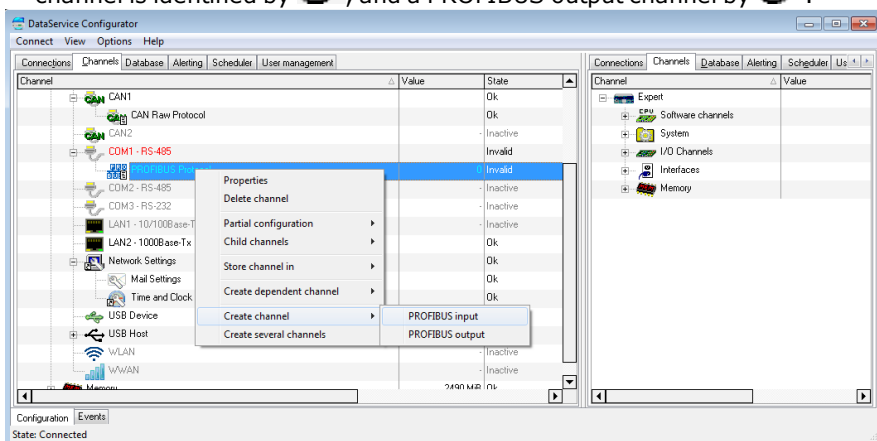 channel is identified by , and a PROFIBUS output channel by .
DataService Configurator
Connect View Options Help
Connections Channels Database Alerting Scheduler User management
Connections Channels Database Alerting Scheduler Us
Channel Value State
Channel Value
CAN1 Ok
Expert
CAN Raw Protocol Ok
Software channels
CAN2 - Inactive
System
COM1 - RS-485 Invalid
I/O Channels
PROFIBUS Prot 0 Invalid
Interfaces
COM2 - RS-485 - Inactive
Memory
COM3 - RS-232 - Inactive
LAN1 - 10/100Base-T - Inactive
LAN2 - 1000Base-Tx Ok
Network Settings Ok
Mail Settings Ok
Time and Clock Ok
USB Device
USB Host
WLAN - Inactive
WWAN - Inactive
Memory 2490 MiB Ok
Properties
Delete channel
Partial configuration
Child channels
Store channel in
Create dependent channel
Create channel
Create several channels
PROFIBUS input
PROFIBUS output
Configuration Events
State: Connected